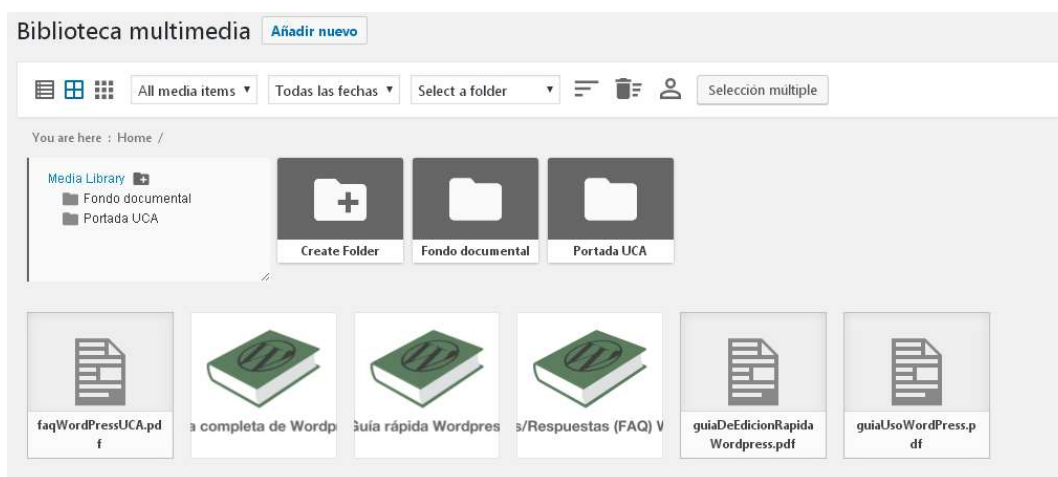 Biblioteca multimedia Añadir nuevo
All media items Todas las fechas Select a folder Selección múltiple
You are here : Home /
Media Library
Fondo documental
Portada UCA
Create Folder Fondo documental Portada UCA
faqWordPressUCA.pd
f
a completa de Wordp
Guía rápida Wordpres
s/Respuestas (FAQ) W
guiaDeEdicionRapida
Wordpress.pdf
guiaUsoWordPress.p
df